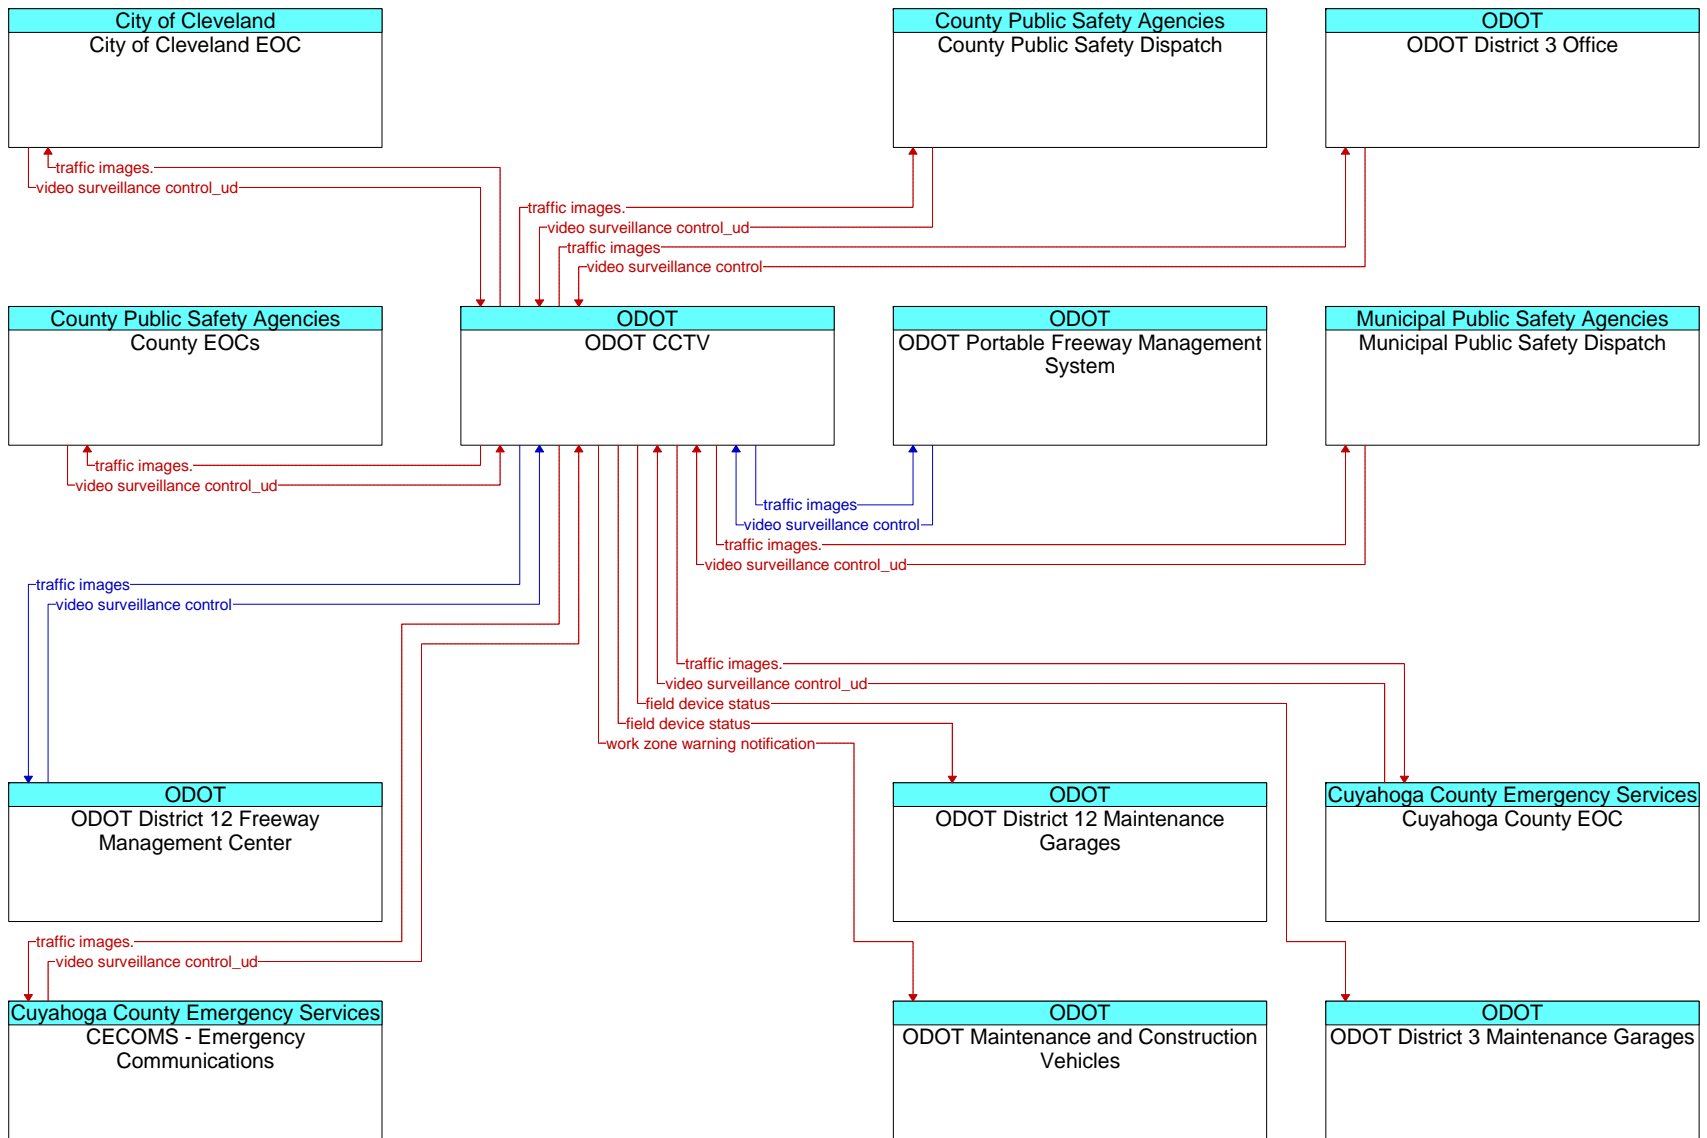 City of Cleveland
City of Cleveland EOC
County Public Safety Agencies
County Public Safety Dispatch
ODOT
ODOT District 3 Office
traffic images.
video surveillance control_ud
traffic images.
video surveillance control_ud
traffic images
video surveillance control
County Public Safety Agencies
County EOCs
ODOT
ODOT CCTV
ODOT
ODOT Portable Freeway Management
System
Municipal Public Safety Agencies
Municipal Public Safety Dispatch
traffic images.
video surveillance control_ud
traffic images
video surveillance control
traffic images.
video surveillance control_ud
traffic images
video surveillance control
traffic images.
video surveillance control_ud
field device status
field device status
work zone warning notification
ODOT
ODOT District 12 Freeway
Management Center
ODOT
ODOT District 12 Maintenance
Garages
Cuyahoga County Emergency Services
Cuyahoga County EOC
traffic images.
video surveillance control_ud
Cuyahoga County Emergency Services
CECOMS - Emergency
Communications
ODOT
ODOT Maintenance and Construction
Vehicles
ODOT
ODOT District 3 Maintenance Garages